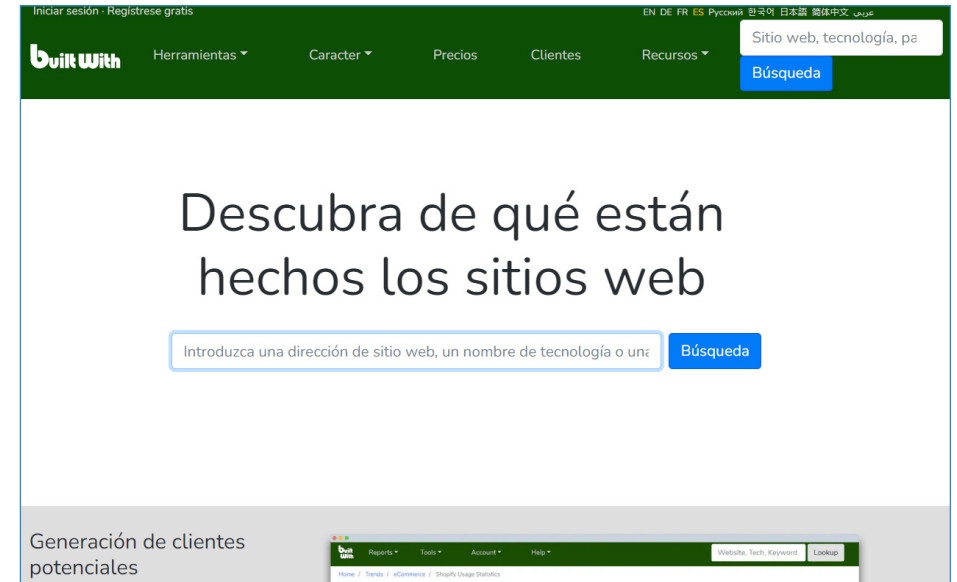 Iniciar sesión · Regístrese gratis
EN DE FR ES Русский 한국어 日本語 简体中文 عربي
built With
Herramientas
Caracter
Precios
Clientes
Recursos
Sitio web, tecnología, pa
Búsqueda
Descubra de qué están
hechos los sitios web
Introduzca una dirección de sitio web, un nombre de tecnología o una
Búsqueda
Generación de clientes
potenciales
Built
With
Reports
Tools
Account
Help
Website, Tech, Keyword
Lookup
Home / Trends / eCommerce / Shopify Usage Statistics